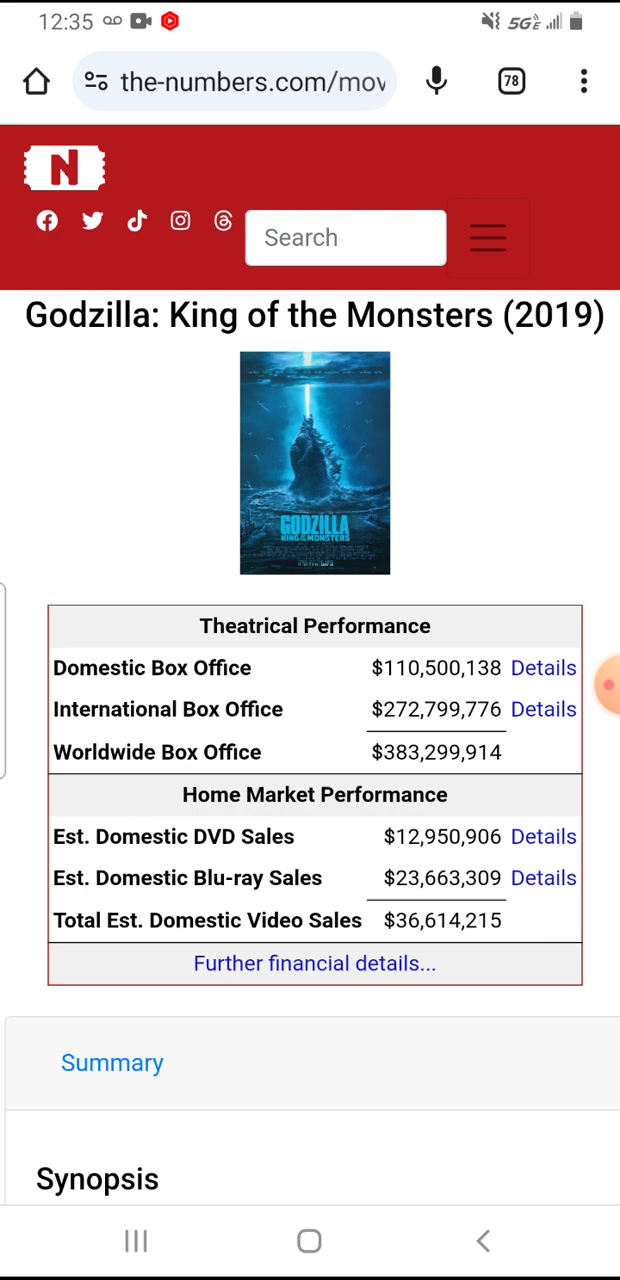 12:35 5G E
the-numbers.com/mov 78
N
Search
Godzilla: King of the Monsters (2019)
GODZILLA
KING OF THE MONSTERS
Theatrical Performance
Domestic Box Office $110,500,138 Details
International Box Office $272,799,776 Details
Worldwide Box Office $383,299,914
Home Market Performance
Est. Domestic DVD Sales $12,950,906 Details
Est. Domestic Blu-ray Sales $23,663,309 Details
Total Est. Domestic Video Sales $36,614,215
Further financial details...
Summary
Synopsis